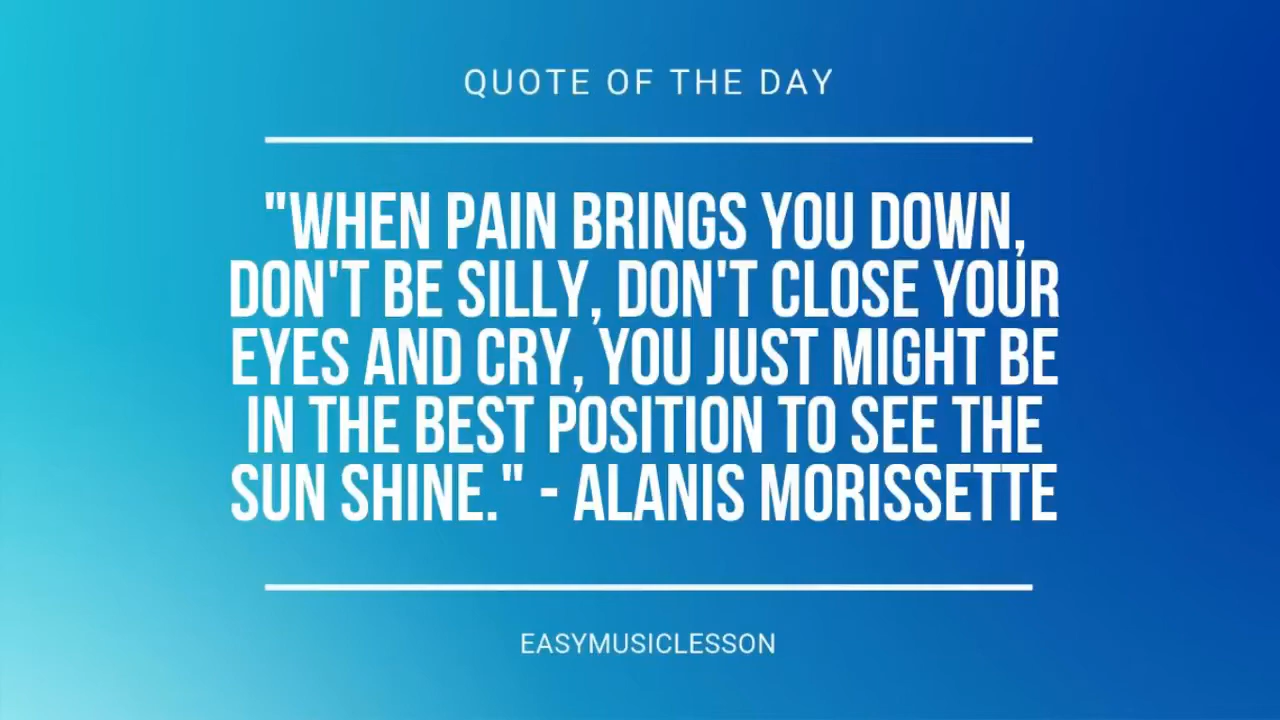 QUOTE OF THE DAY
"WHEN PAIN BRINGS YOU DOWN,
DON'T BE SILLY, DON'T CLOSE YOUR
EYES AND CRY, YOU JUST MIGHT BE
IN THE BEST POSITION TO SEE THE
SUN SHINE." - ALANIS MORISSETTE
EASYMUSICLESSON